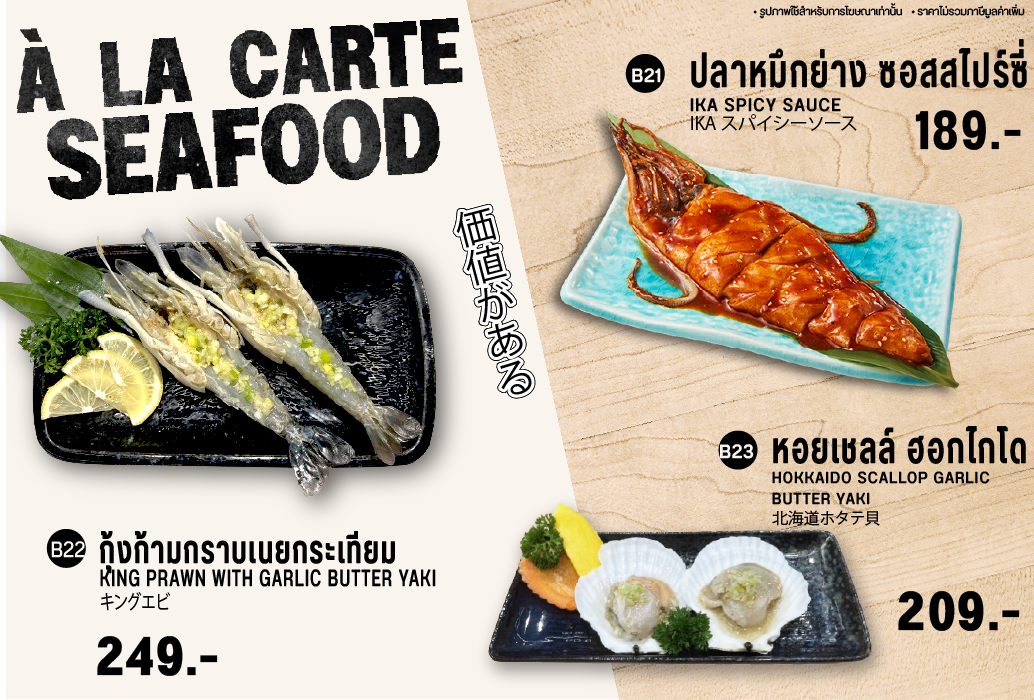 • รูปภาพใช้สำหรับการโฆษณาเท่านั้น • ราคาไม่รวมภาษีมูลค่าเพิ่ม
À LA CARTE
SEAFOOD
価値がある
B21 ปลาหมึกย่าง ซอสสไปร์ซี่
IKA SPICY SAUCE
IKA スパイシーソース
189.-
B22 กุ้งก้ามกราบเนยกระเทียม
KING PRAWN WITH GARLIC BUTTER YAKI
キングエビ
249.-
B23 หอยเชลล์ ฮอกไกโด
HOKKAIDO SCALLOP GARLIC
BUTTER YAKI
北海道ホタテ貝
209.-